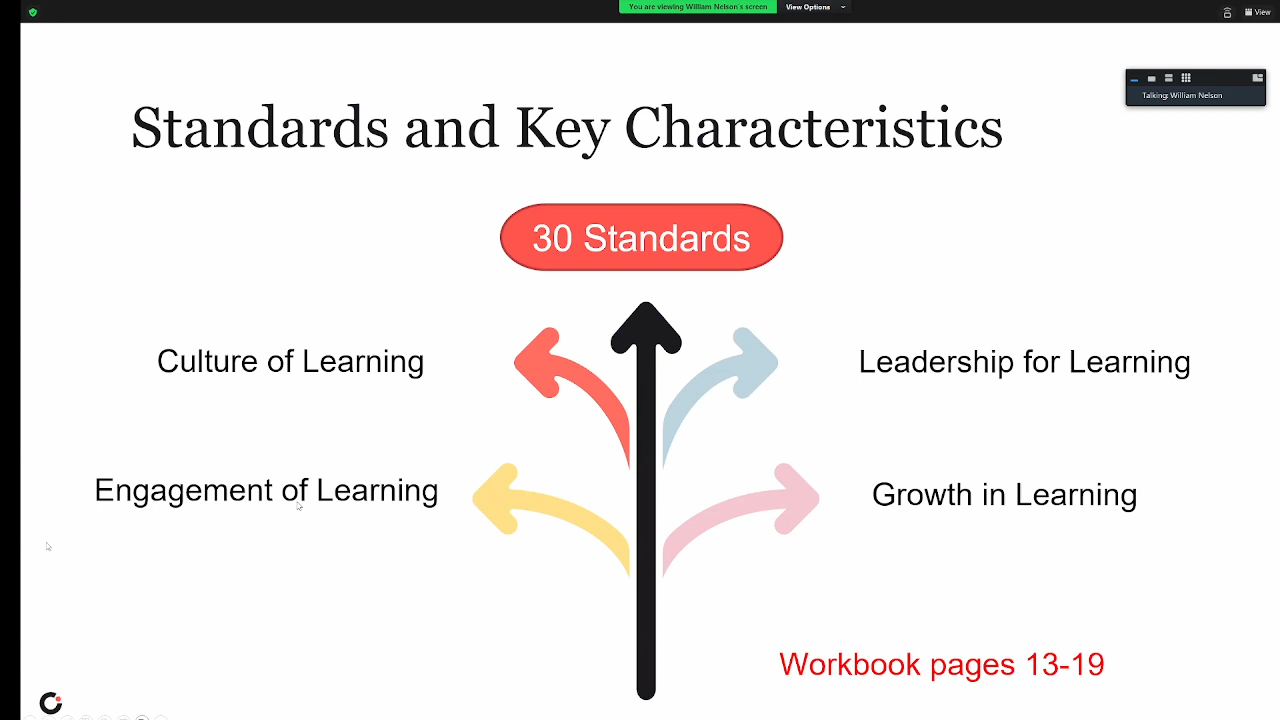 You are viewing William Nelson's screen
View Options
View
Talking: William Nelson
Standards and Key Characteristics
30 Standards
Culture of Learning
Leadership for Learning
Engagement of Learning
Growth in Learning
Workbook pages 13-19